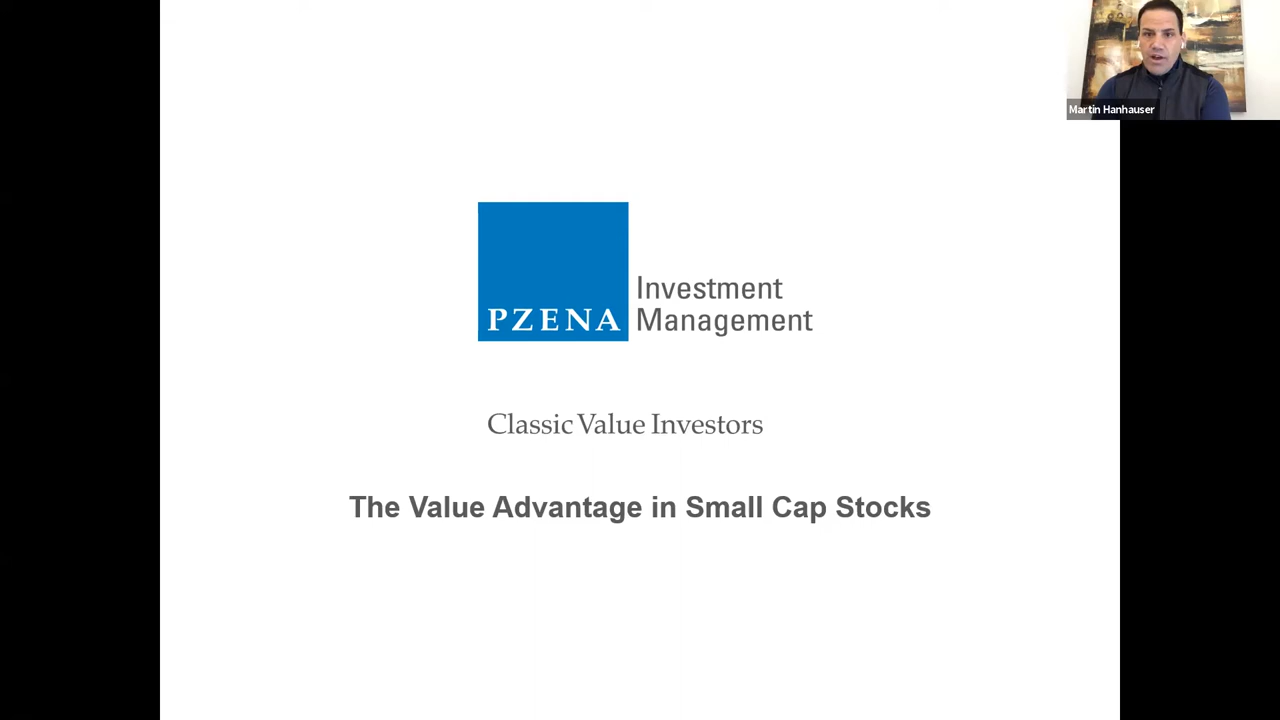 Martin Hanhauser
PZENA
Investment
Management
Classic Value Investors
The Value Advantage in Small Cap Stocks